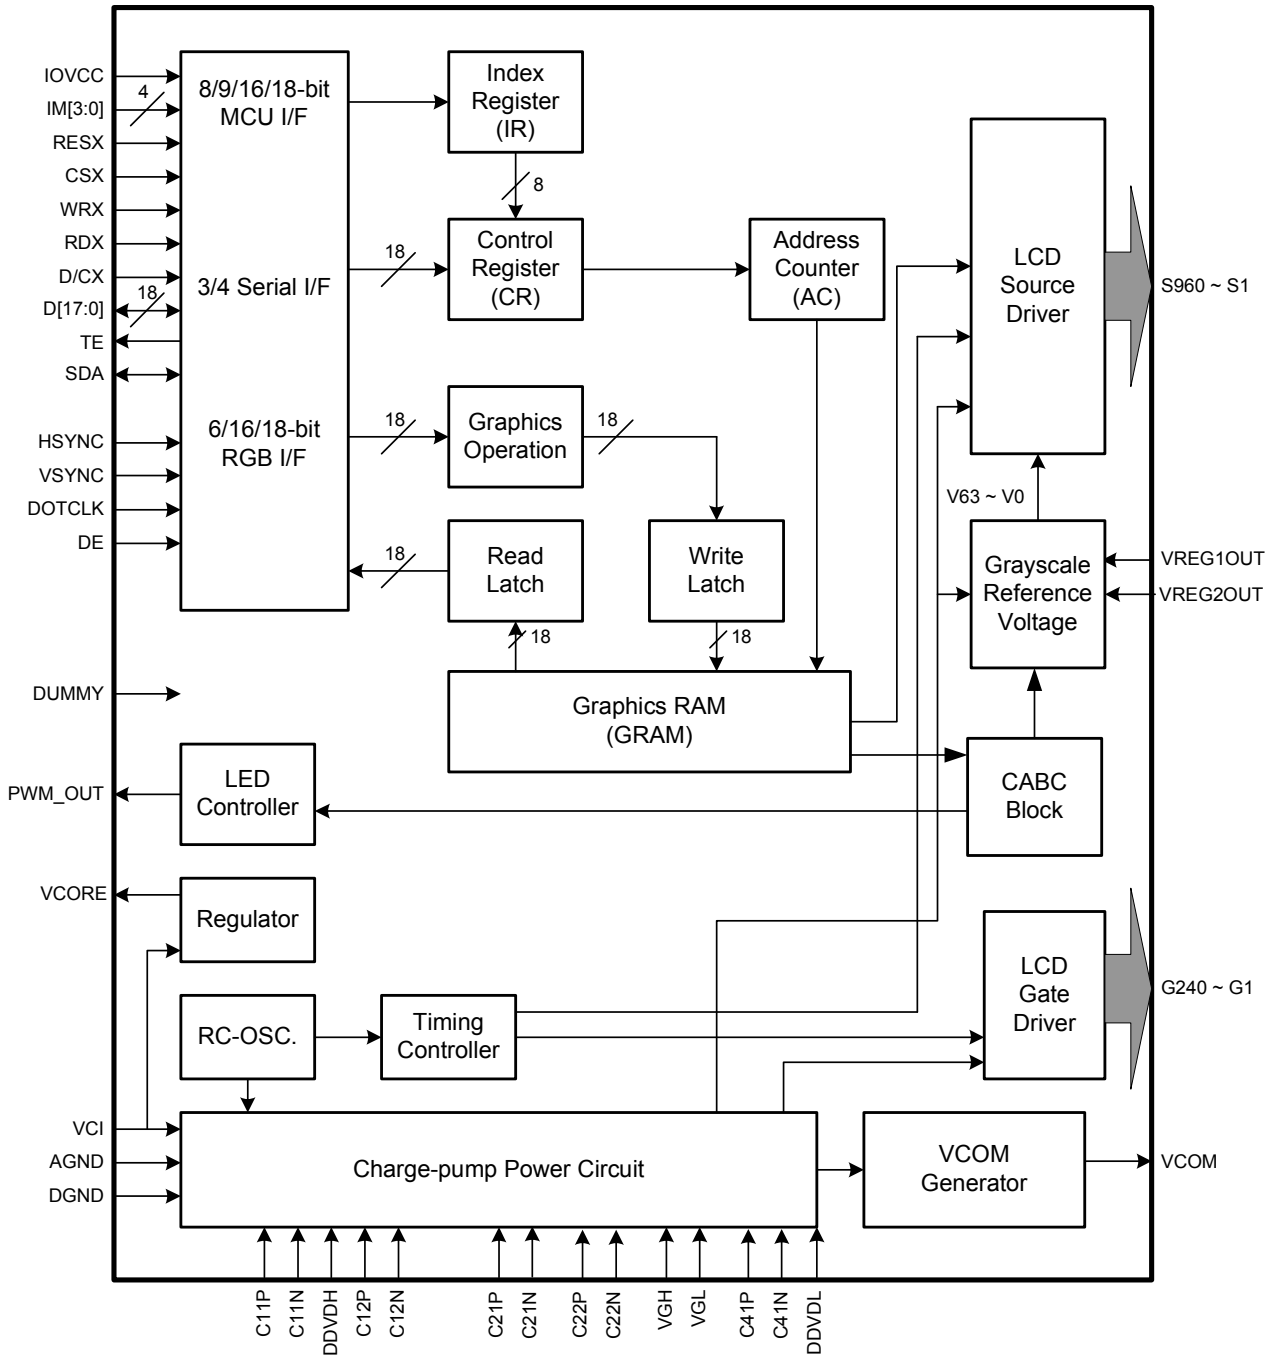 IOVCC
4
IM[3:0]
RESX
CSX
WRX
RDX
D/CX
18
D[17:0]
TE
SDA
HSYNC
VSYNC
DOTCLK
DE
DUMMY
PWM_OUT
VCORE
VCI
AGND
DGND
8/9/16/18-bit
MCU I/F
3/4 Serial I/F
6/16/18-bit
RGB I/F
Index
Register
(IR)
8
18
Control
Register
(CR)
Address
Counter
(AC)
18
Graphics
Operation
18
18
Read
Latch
Write
Latch
18
18
Graphics RAM
(GRAM)
LCD
Source
Driver
S960 ~ S1
V63 ~ V0
Grayscale
Reference
Voltage
VREG1OUT
VREG2OUT
CABC
Block
LED
Controller
Regulator
RC-OSC.
Timing
Controller
LCD
Gate
Driver
G240 ~ G1
Charge-pump Power Circuit
VCOM
Generator
VCOM
C11P
C11N
DDVDH
C12P
C12N
C21P
C21N
C22P
C22N
VGH
VGL
C41P
C41N
DDVDL